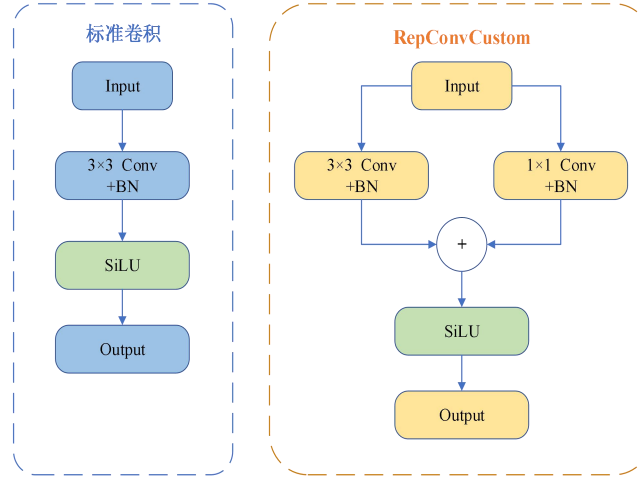 标准卷积
Input
3×3 Conv
+BN
SiLU
Output
RepConvCustom
Input
3×3 Conv
+BN
1×1 Conv
+BN
+
SiLU
Output